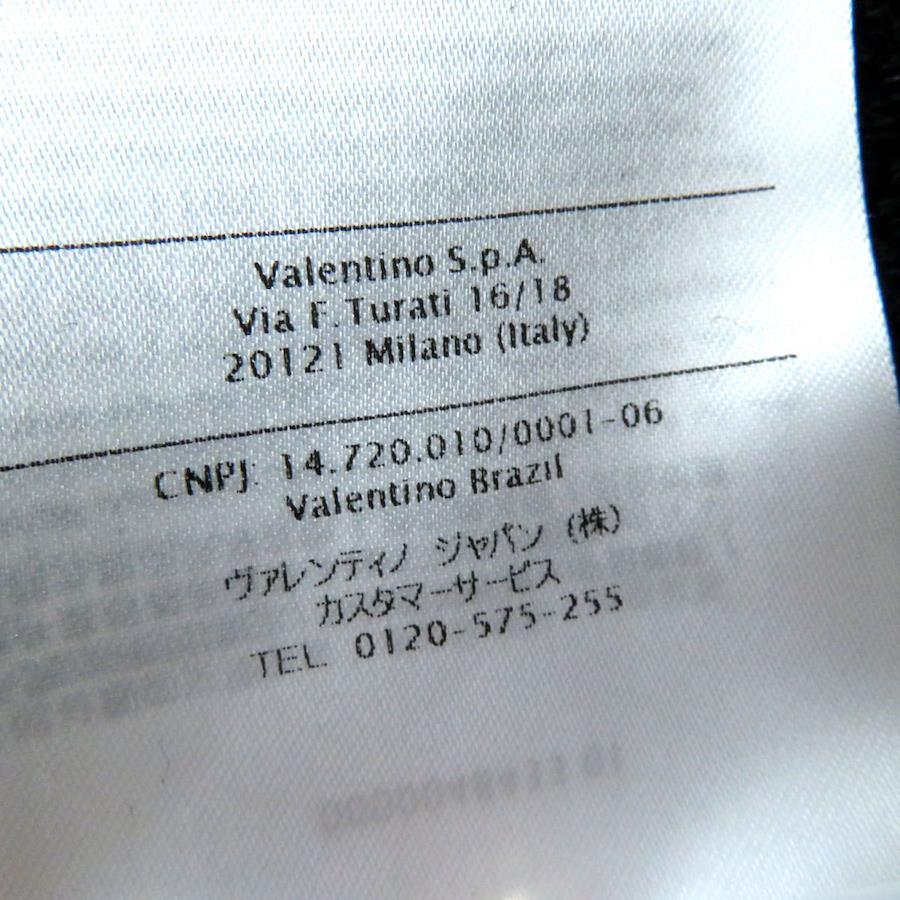 Valentino S.p.A.
Via F. Turati 16/18
20121 Milano (Italy)
CNPJ: 14.720.010/0001-06
Valentino Brazil
ヴァレンティノ ジャパン (株)
カスタマーサービス
TEL. 0120-575-255